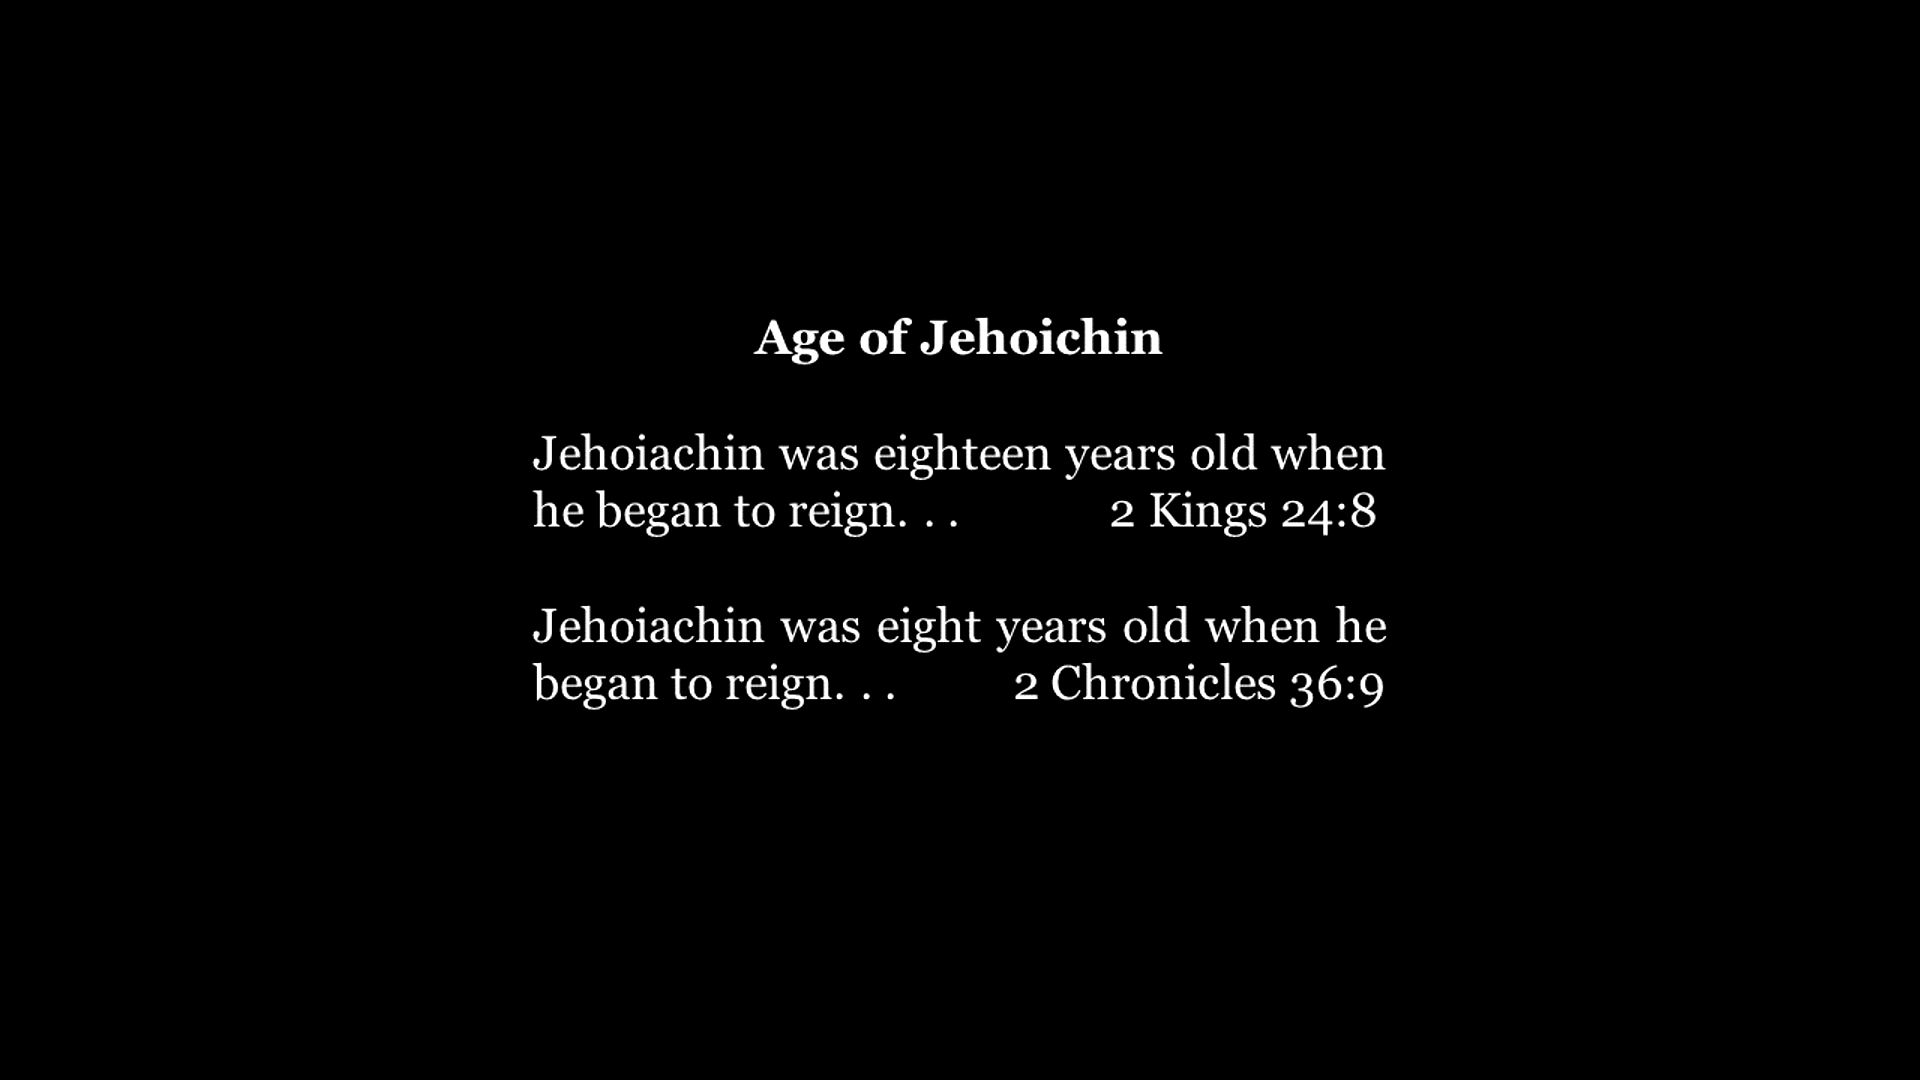 Age of Jehoichin
Jehoiachin was eighteen years old when
he began to reign. . . 2 Kings 24:8
Jehoiachin was eight years old when he
began to reign. . . 2 Chronicles 36:9